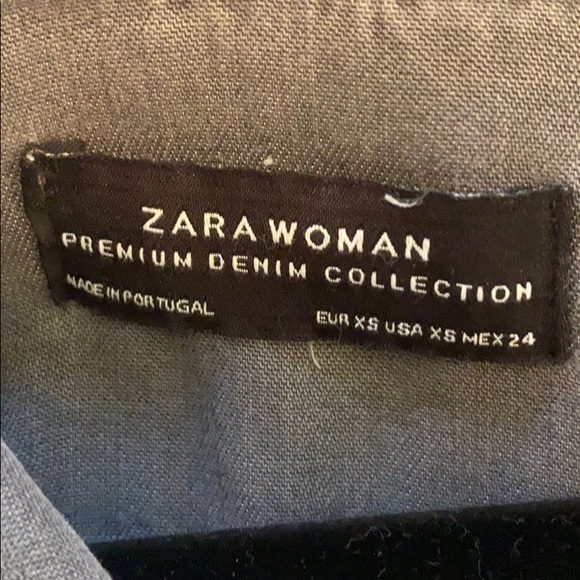 ZARA WOMAN
PREMIUM DENIM COLLECTION
MADE IN PORTUGAL
EUR XS USA XS MEX 24